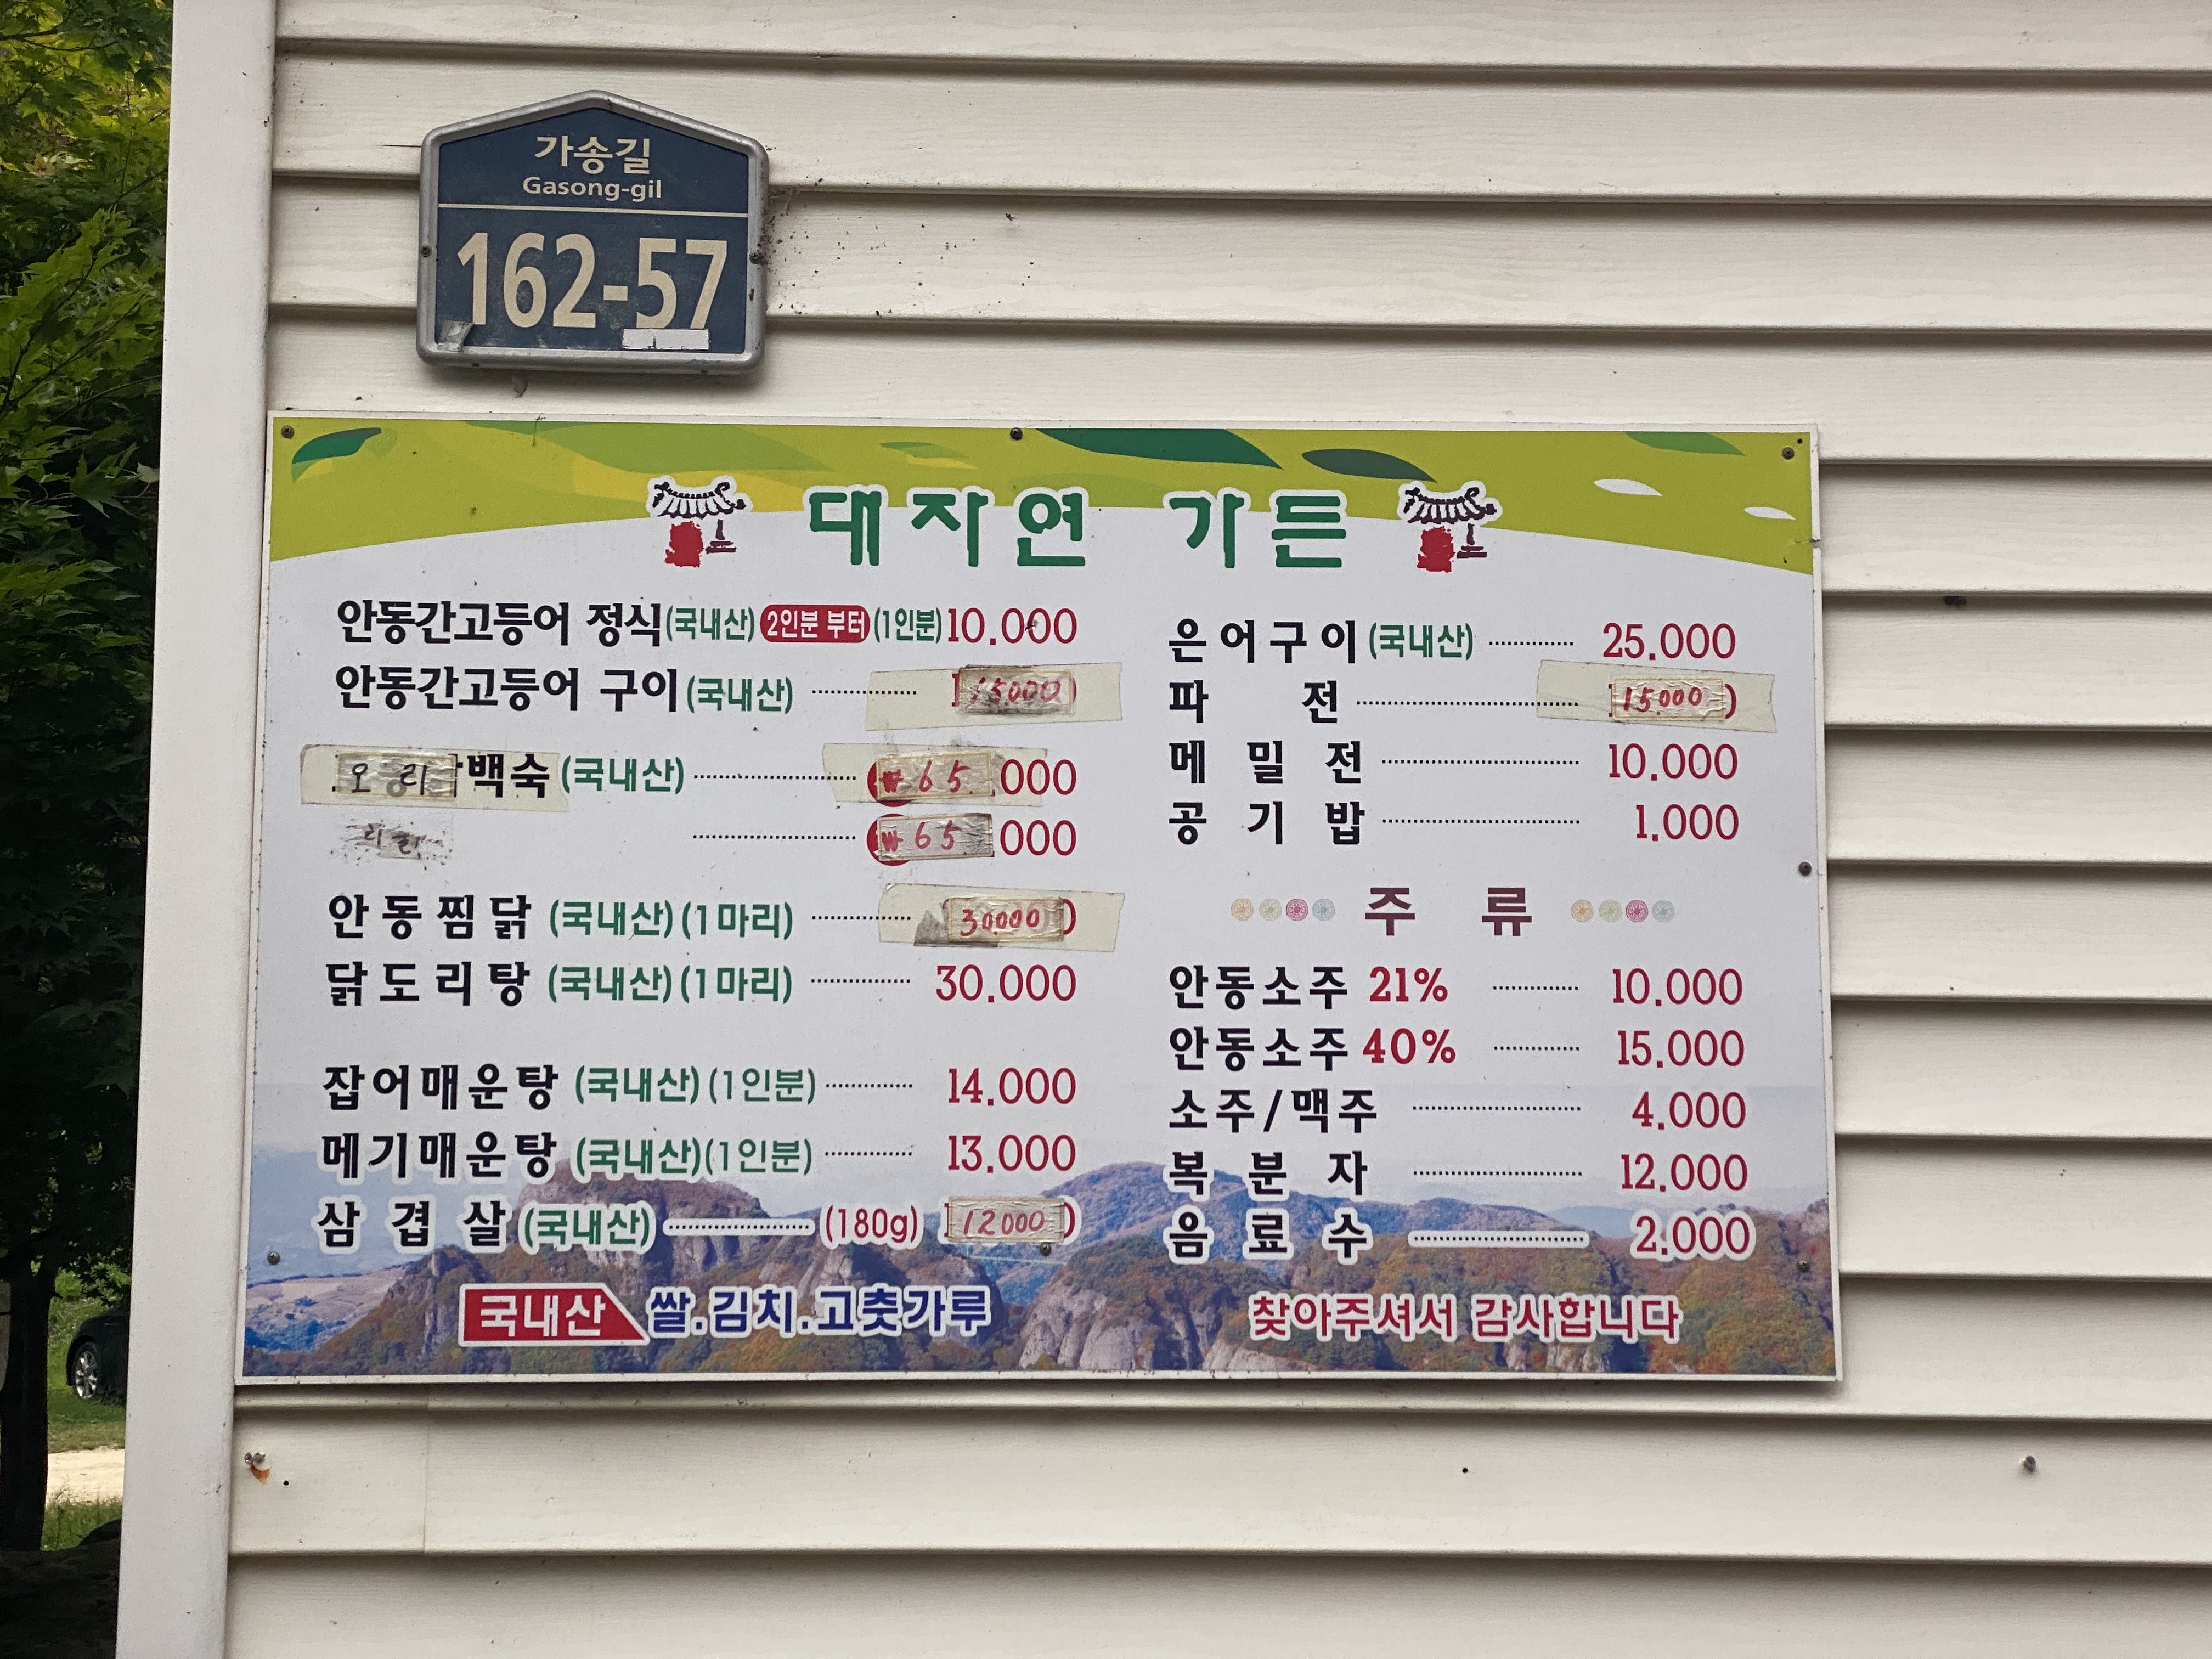 가송길
Gasong-gil
162-57
대자연 가든
안동간고등어 정식(국내산) 2인분 부터 (1인분) 10.000
안동간고등어 구이(국내산) 15.000
오 리 백숙(국내산) ₩65.000
₩65 000
안동찜닭 (국내산)(1마리) 30000
닭도리탕 (국내산)(1마리) 30.000
잡어매운탕 (국내산)(1인분) 14.000
메기매운탕 (국내산)(1인분) 13.000
삼 겹 살 (국내산) (180g) 12000
국내산 쌀.김치.고춧가루
은어구이(국내산) 25.000
파 전 15.000
메 밀 전 10.000
공 기 밥 1.000
주 류
안동소주 21% 10.000
안동소주 40% 15.000
소주/맥주 4.000
복 분 자 12.000
음 료 수 2.000
찾아주셔서 감사합니다